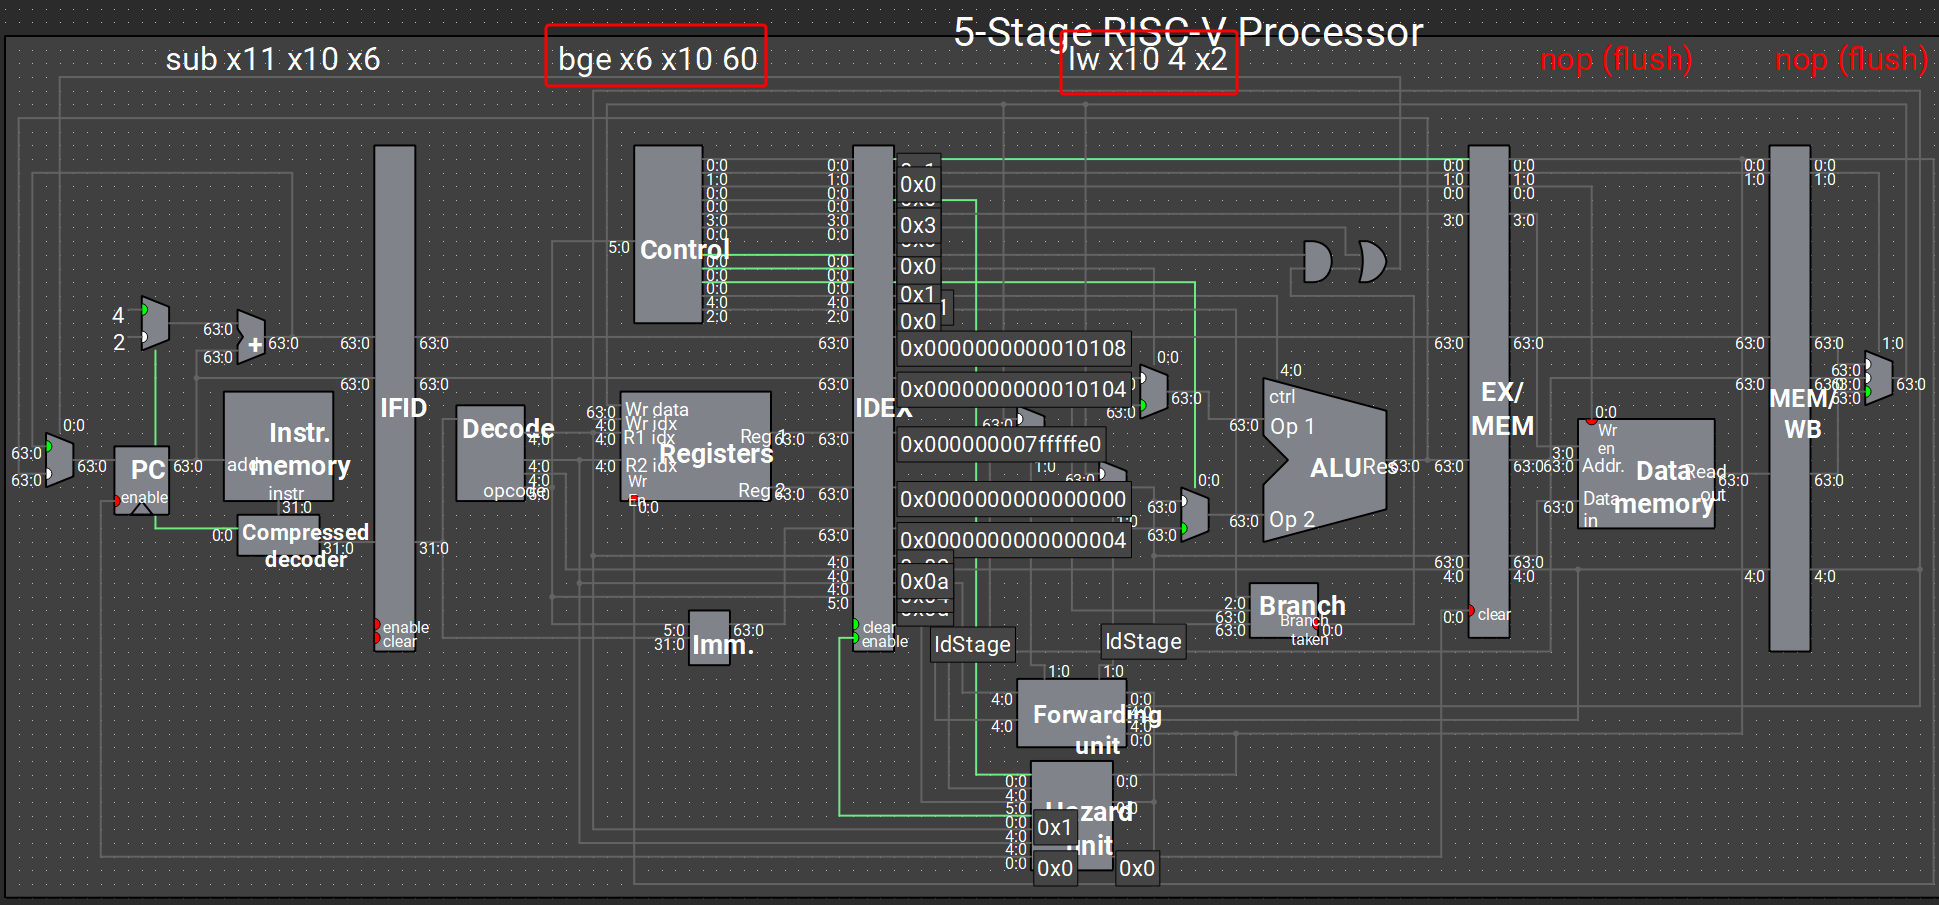 5-Stage RISC-V Processor
sub x11 x10 x6
bge x6 x10 60
lw x10 4 x2
nop (flush)
nop (flush)
0:0
1:0
0:0
0:0
3:0
0:0
0:0
0:0
0:0
4:0
2:0
5:0
Control
0:0
1:0
0:0
0:0
3:0
0:0
0:0
0:0
0:0
4:0
2:0
0x0
0x3
0x0
0x1
0x0
0:0
1:0
0:0
3:0
0:0
1:0
0:0
3:0
0:0
1:0
0:0
1:0
4
2
63:0
63:0
+
63:0
63:0
63:0
63:0
63:0
63:0
63:0
0x0000000000010108
0x0000000000010104
0x000000007fffffe0
0x0000000000000000
0x0000000000000004
0x0a
IFID
IDEX
EX/
MEM
MEM/
WB
0:0
63:0
63:0
63:0
PC
enable
63:0
Instr.
memory
addr
instr
31:0
0:0
Compressed
decoder
31:0
31:0
Decode
opcode
4:0
4:0
4:0
5:0
63:0
4:0
4:0
4:0
Wr data
Wr idx
R1 idx
R2 idx
Wr
En
0:0
Registers
Reg 1
Reg 2
63:0
63:0
63:0
63:0
63:0
4:0
4:0
4:0
5:0
clear
enable
5:0
31:0
Imm.
63:0
enable
clear
63:0
1:0
1:0
0:0
63:0
63:0
0:0
63:0
63:0
63:0
4:0
ctrl
Op 1
Op 2
ALU
Res
63:0
63:0
63:0
2:0
63:0
63:0
Branch
Branch
taken
0:0
63:0
63:0
63:0
4:0
0:0
clear
63:0
63:0
63:0
4:0
0:0
Wr
en
3:0
63:0
Addr.
Data
in
63:0
Data
memory
Read
out
63:0
63:0
63:0
4:0
63:0
63:0
4:0
1:0
63:0
63:0
63:0
IdStage
IdStage
1:0
1:0
4:0
4:0
Forwarding
unit
0:0
4:0
4:0
0:0
0:0
4:0
5:0
0:0
4:0
4:0
0:0
Hazard
unit
0:0
0:0
0x1
0x0
0x0